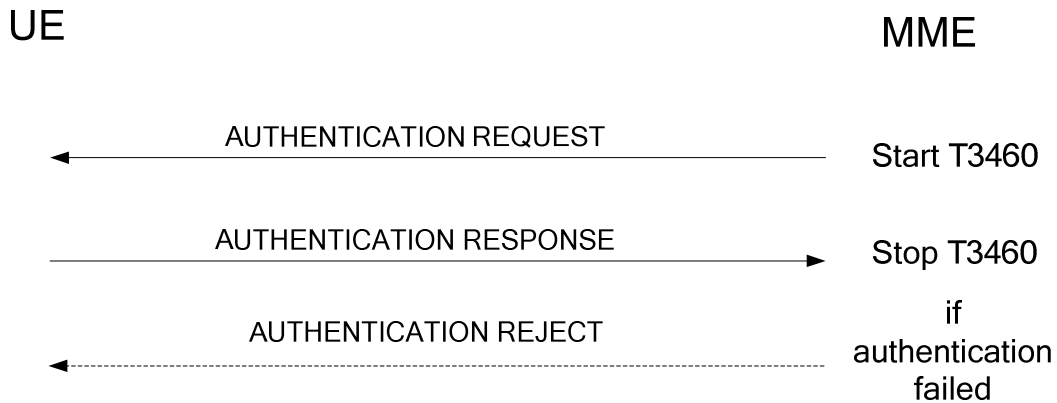 UE
MME
AUTHENTICATION REQUEST
Start T3460
AUTHENTICATION RESPONSE
Stop T3460
AUTHENTICATION REJECT
if
authentication
failed